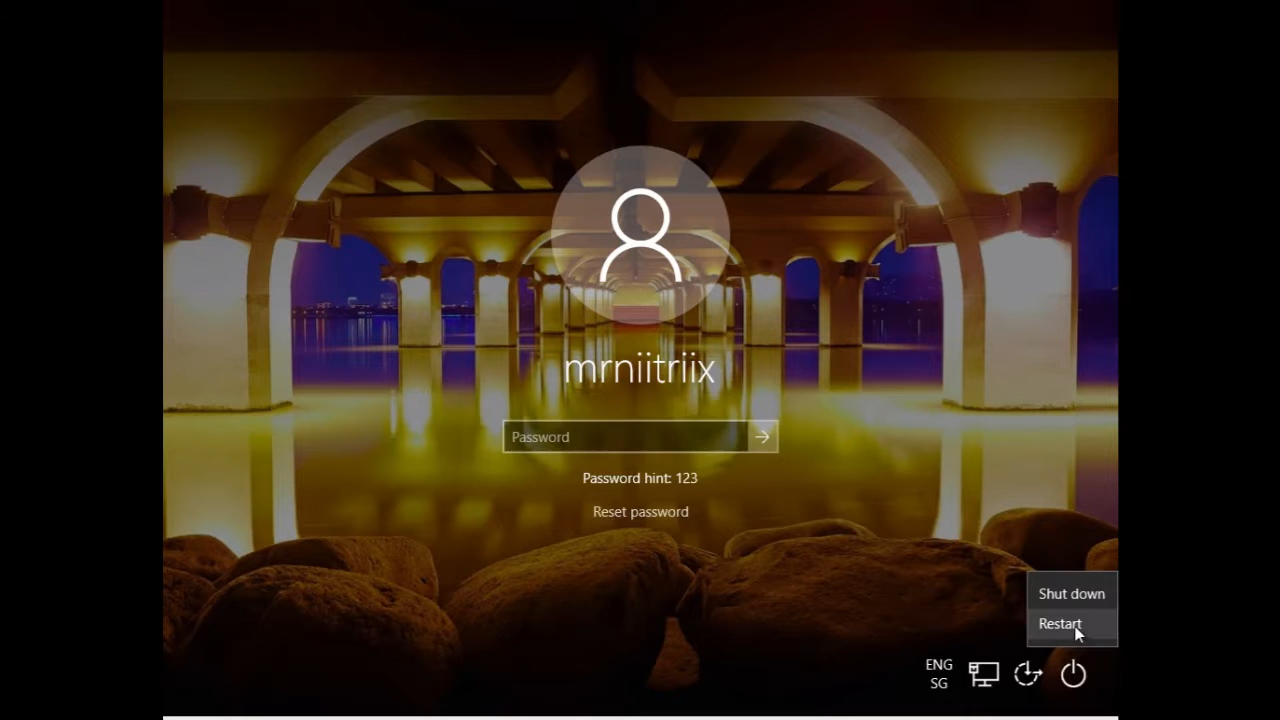 mrniitriix
Password
Password hint: 123
Reset password
Shut down
Restart
ENG
SG